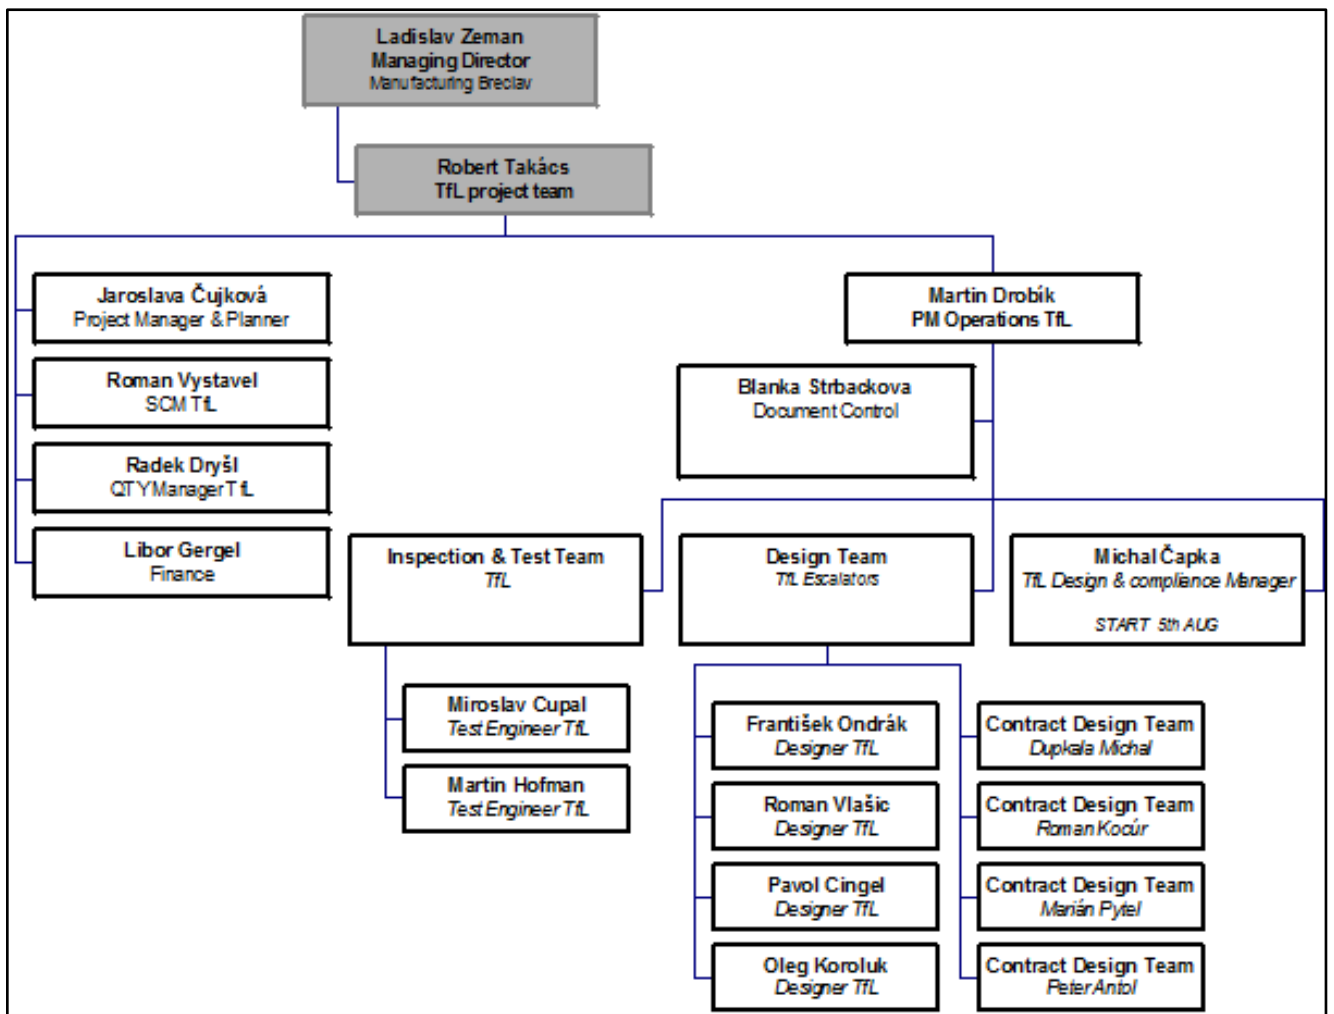 Ladislav Zeman
Managing Director
Manufacturing Breclav
Robert Takács
TfL project team
Jaroslava Čujková
Project Manager & Planner
Martin Drobík
PM Operations TfL
Roman Vystavel
SCM TfL
Blanka Strbackova
Document Control
Radek Dryšl
QTY Manager TfL
Libor Gergel
Finance
Inspection & Test Team
TfL
Design Team
TfL Escalators
Michal Čapka
TfL Design & compliance Manager
START 5th AUG
Miroslav Cupal
Test Engineer TfL
Martin Hofman
Test Engineer TfL
František Ondrák
Designer TfL
Roman Vlašic
Designer TfL
Pavol Cingel
Designer TfL
Oleg Koroluk
Designer TfL
Contract Design Team
Dupkala Michal
Contract Design Team
Roman Kocúr
Contract Design Team
Marián Pytel
Contract Design Team
Peter Antol